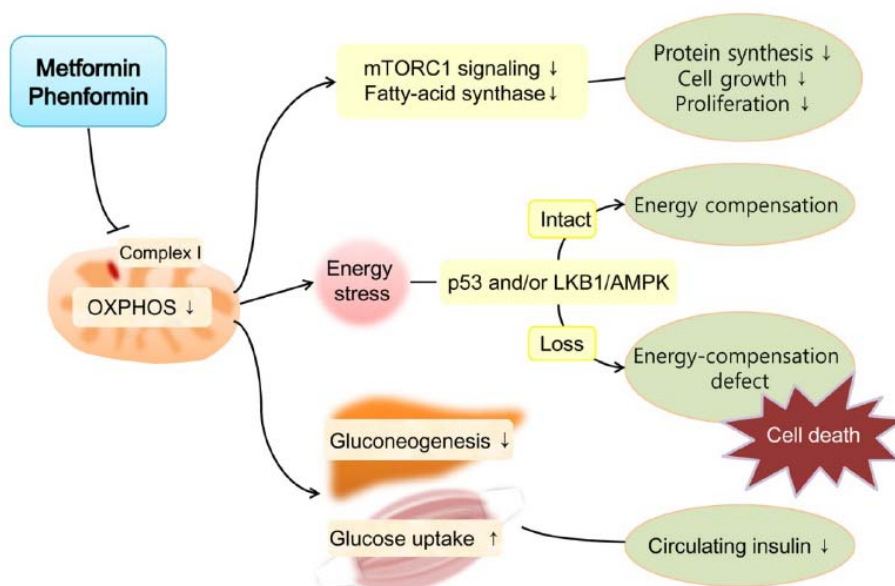 Metformin
Phenformin
mTORC1 signaling ↓
Fatty-acid synthase↓
Protein synthesis ↓
Cell growth ↓
Proliferation ↓
Complex I
OXPHOS ↓
Energy
stress
p53 and/or LKB1/AMPK
Intact
Energy compensation
Loss
Energy-compensation
defect
Cell death
Gluconeogenesis ↓
Glucose uptake ↑
Circulating insulin ↓